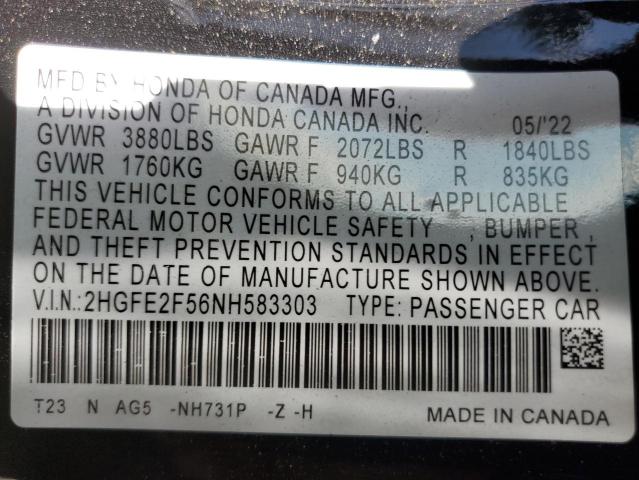 MFD BY HONDA OF CANADA MFG.,
A DIVISION OF HONDA CANADA INC. 05/'22
GVWR 3880LBS GAWR F 2072LBS R 1840LBS
GVWR 1760KG GAWR F 940KG R 835KG
THIS VEHICLE CONFORMS TO ALL APPLICABLE
FEDERAL MOTOR VEHICLE SAFETY , BUMPER ,
AND THEFT PREVENTION STANDARDS IN EFFECT
ON THE DATE OF MANUFACTURE SHOWN ABOVE.
V.I.N.:2HGFE2F56NH583303 TYPE: PASSENGER CAR
T23 N AG5 -NH731P -Z -H MADE IN CANADA